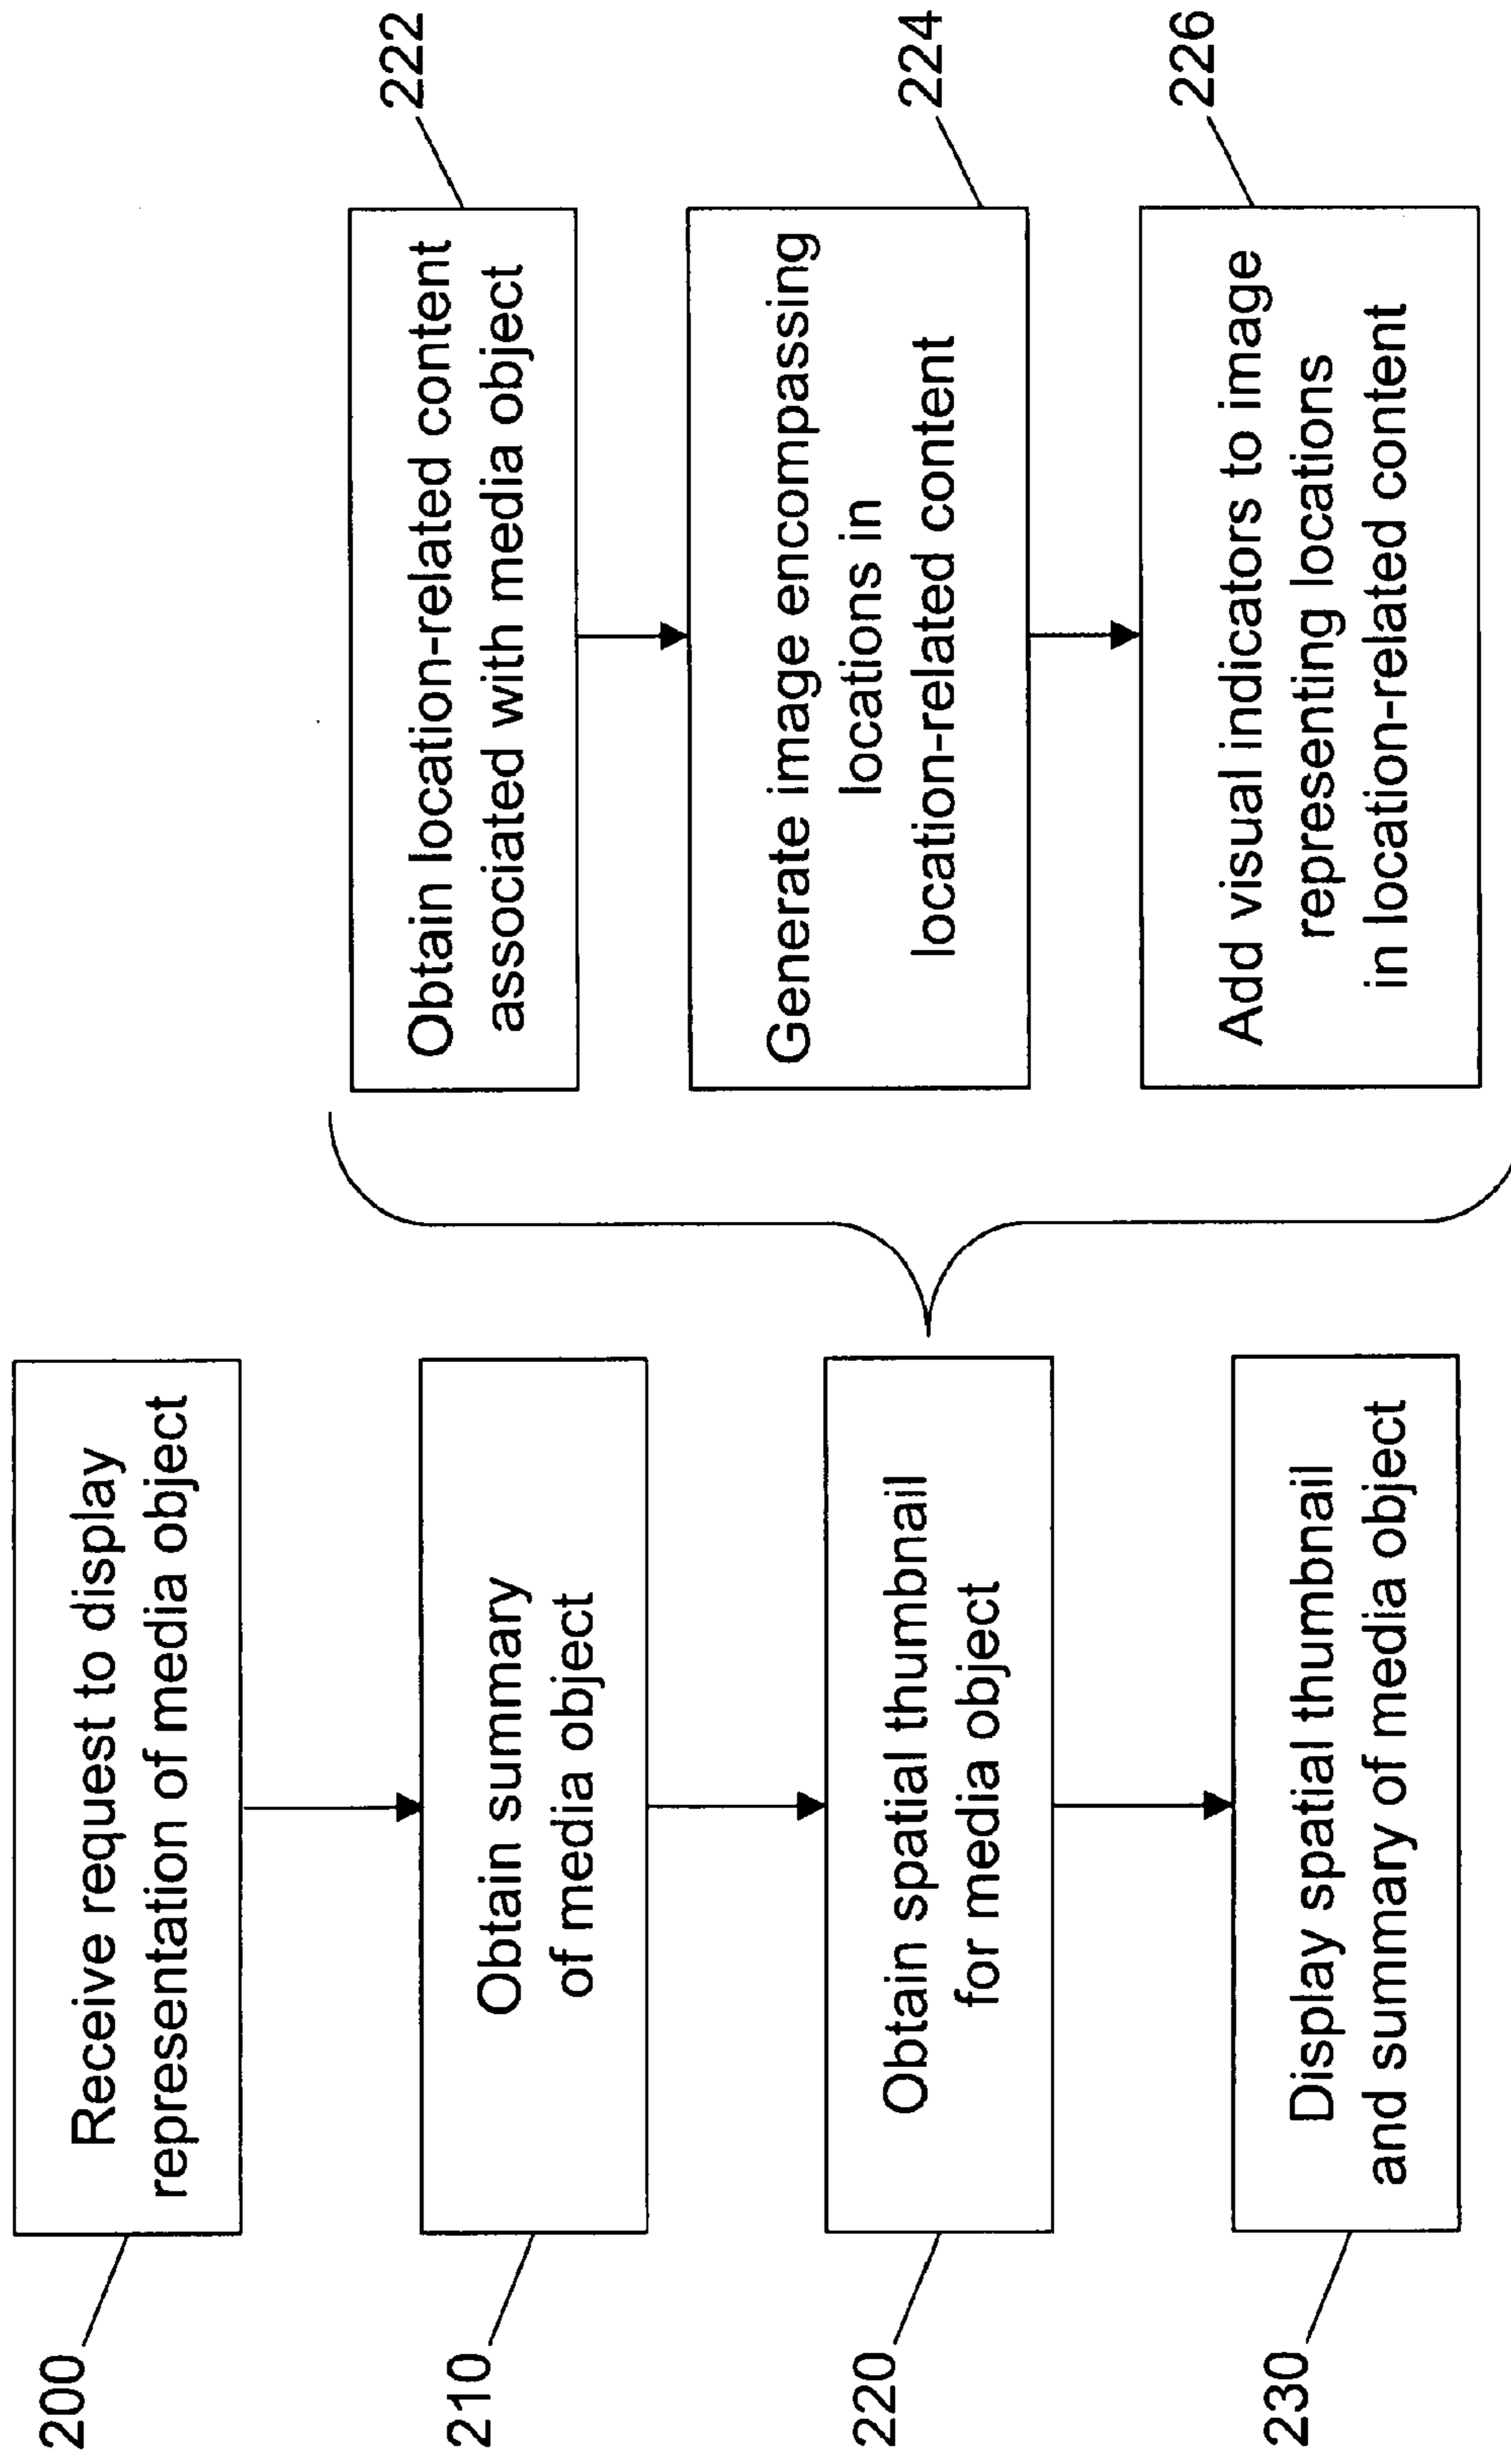 200
Receive request to display
representation of media object
210
Obtain summary
of media object
220
Obtain spatial thumbnail
for media object
230
Display spatial thumbnail
and summary of media object
Obtain location-related content
associated with media object
222
Generate image encompassing
locations in
location-related content
224
Add visual indicators to image
representing locations
in location-related content
226